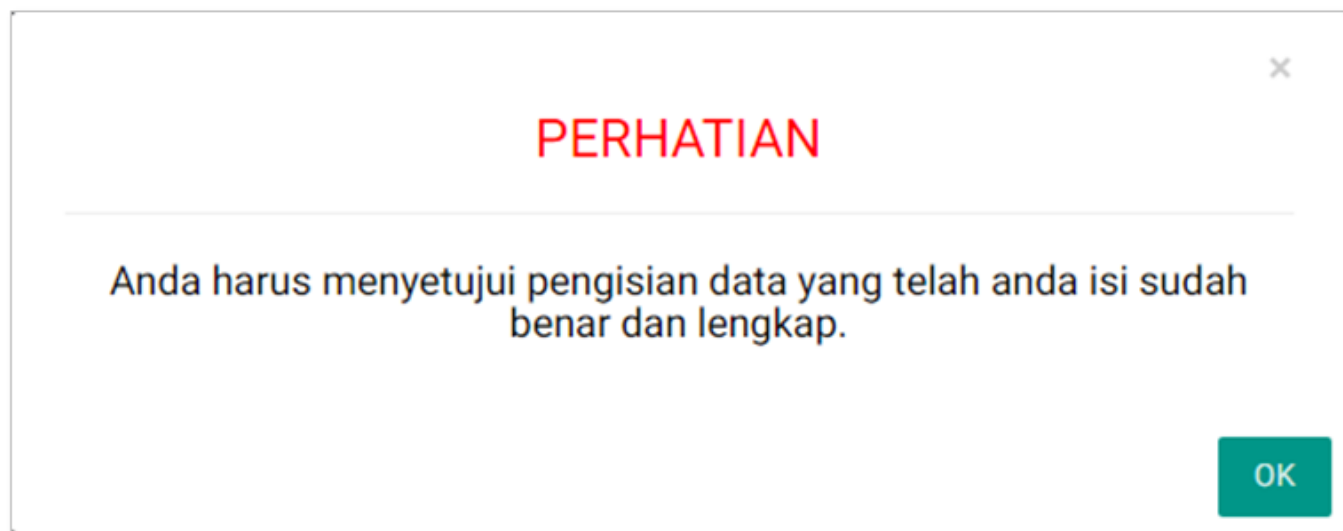 ×
PERHATIAN
Anda harus menyetujui pengisian data yang telah anda isi sudah
benar dan lengkap.
OK